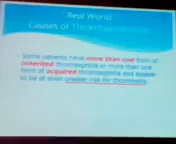 Real World
Causes of Thromboembolism
Some patients have more than one form of
inherited thrombophilia or more than one
form of acquired thrombophilia and appear
to be at even greater risk for thrombosis.